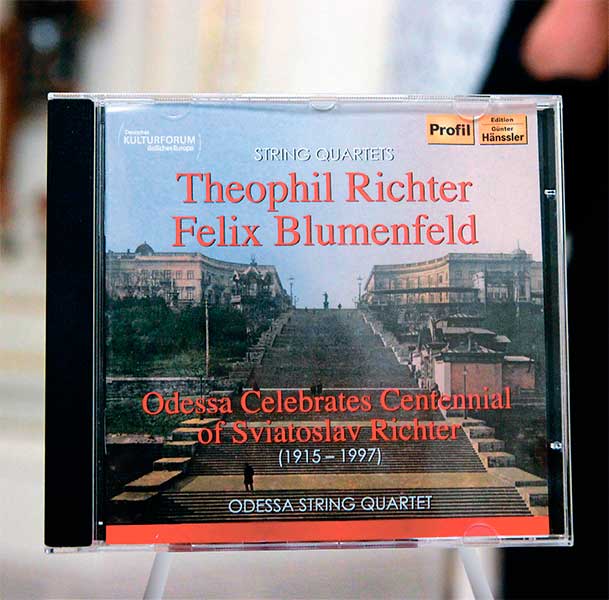 Deutsches
KULTURFORUM
östliches Europa
Profil
Edition
Günter
Hänssler
STRING QUARTETS
Theophil Richter
Felix Blumenfeld
Odessa Celebrates Centennial
of Sviatoslav Richter
(1915 – 1997)
ODESSA STRING QUARTET